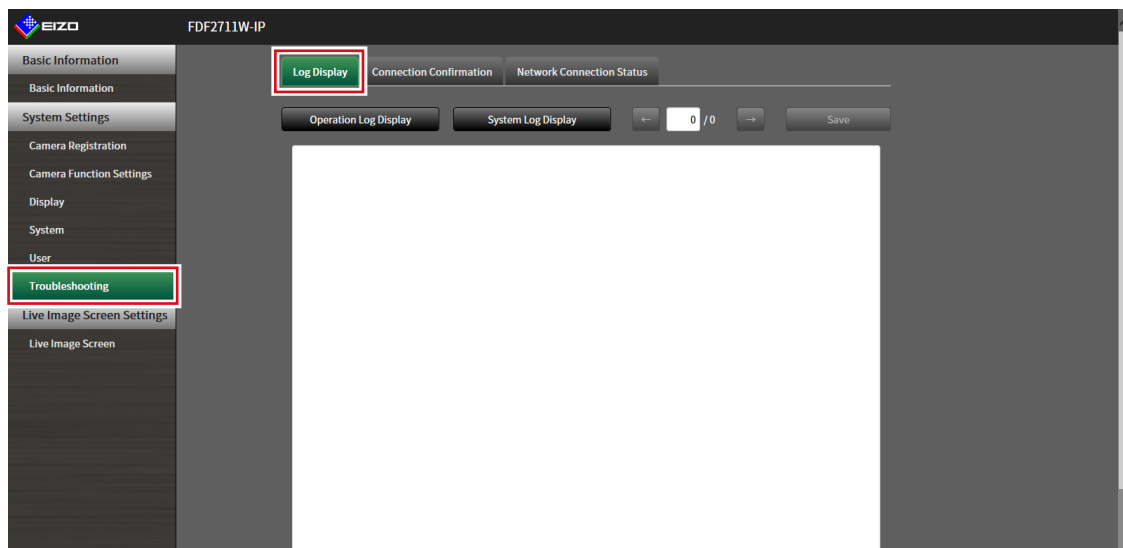 EIZO FDF2711W-IP
Basic Information
Basic Information
System Settings
Camera Registration
Camera Function Settings
Display
System
User
Troubleshooting
Live Image Screen Settings
Live Image Screen
Log Display Connection Confirmation Network Connection Status
Operation Log Display System Log Display ← 0 / 0 → Save